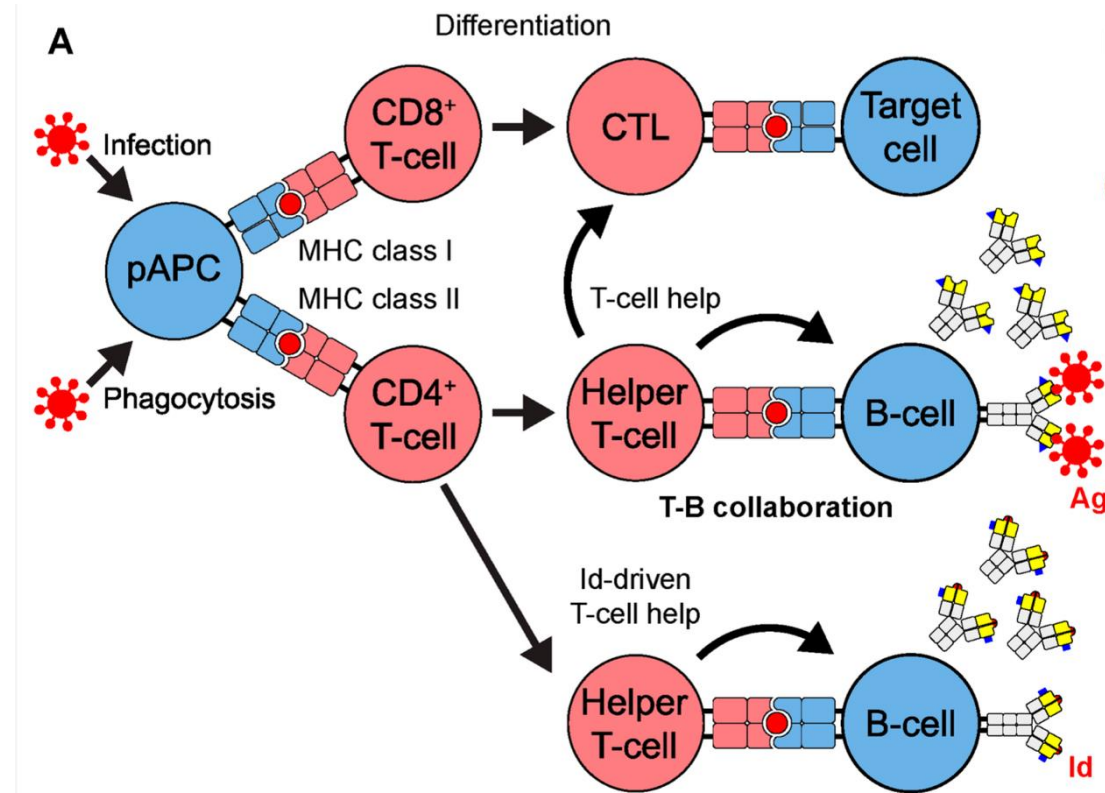 A
Differentiation
Infection
CD8⁺
T-cell
CTL
Target
cell
pAPC
MHC class I
MHC class II
T-cell help
Phagocytosis
CD4⁺
T-cell
Helper
T-cell
B-cell
Ag
T-B collaboration
Id-driven
T-cell help
Helper
T-cell
B-cell
Id